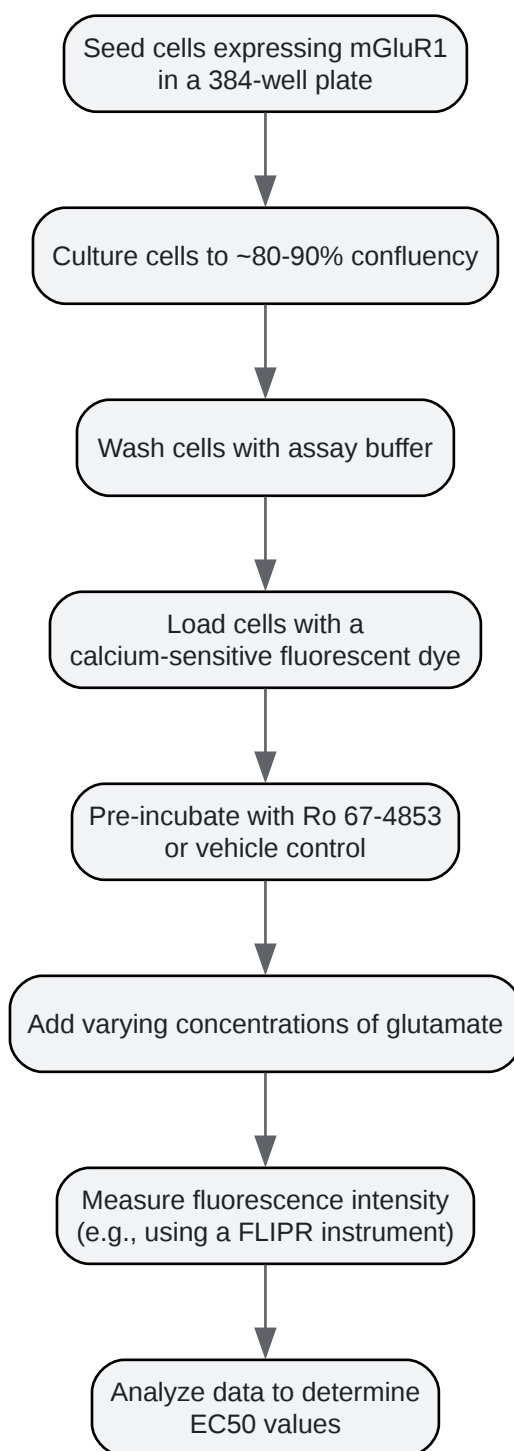 Seed cells expressing mGluR1
in a 384-well plate
Culture cells to ~80-90% confluency
Wash cells with assay buffer
Load cells with a
calcium-sensitive fluorescent dye
Pre-incubate with Ro 67-4853
or vehicle control
Add varying concentrations of glutamate
Measure fluorescence intensity
(e.g., using a FLIPR instrument)
Analyze data to determine
EC50 values